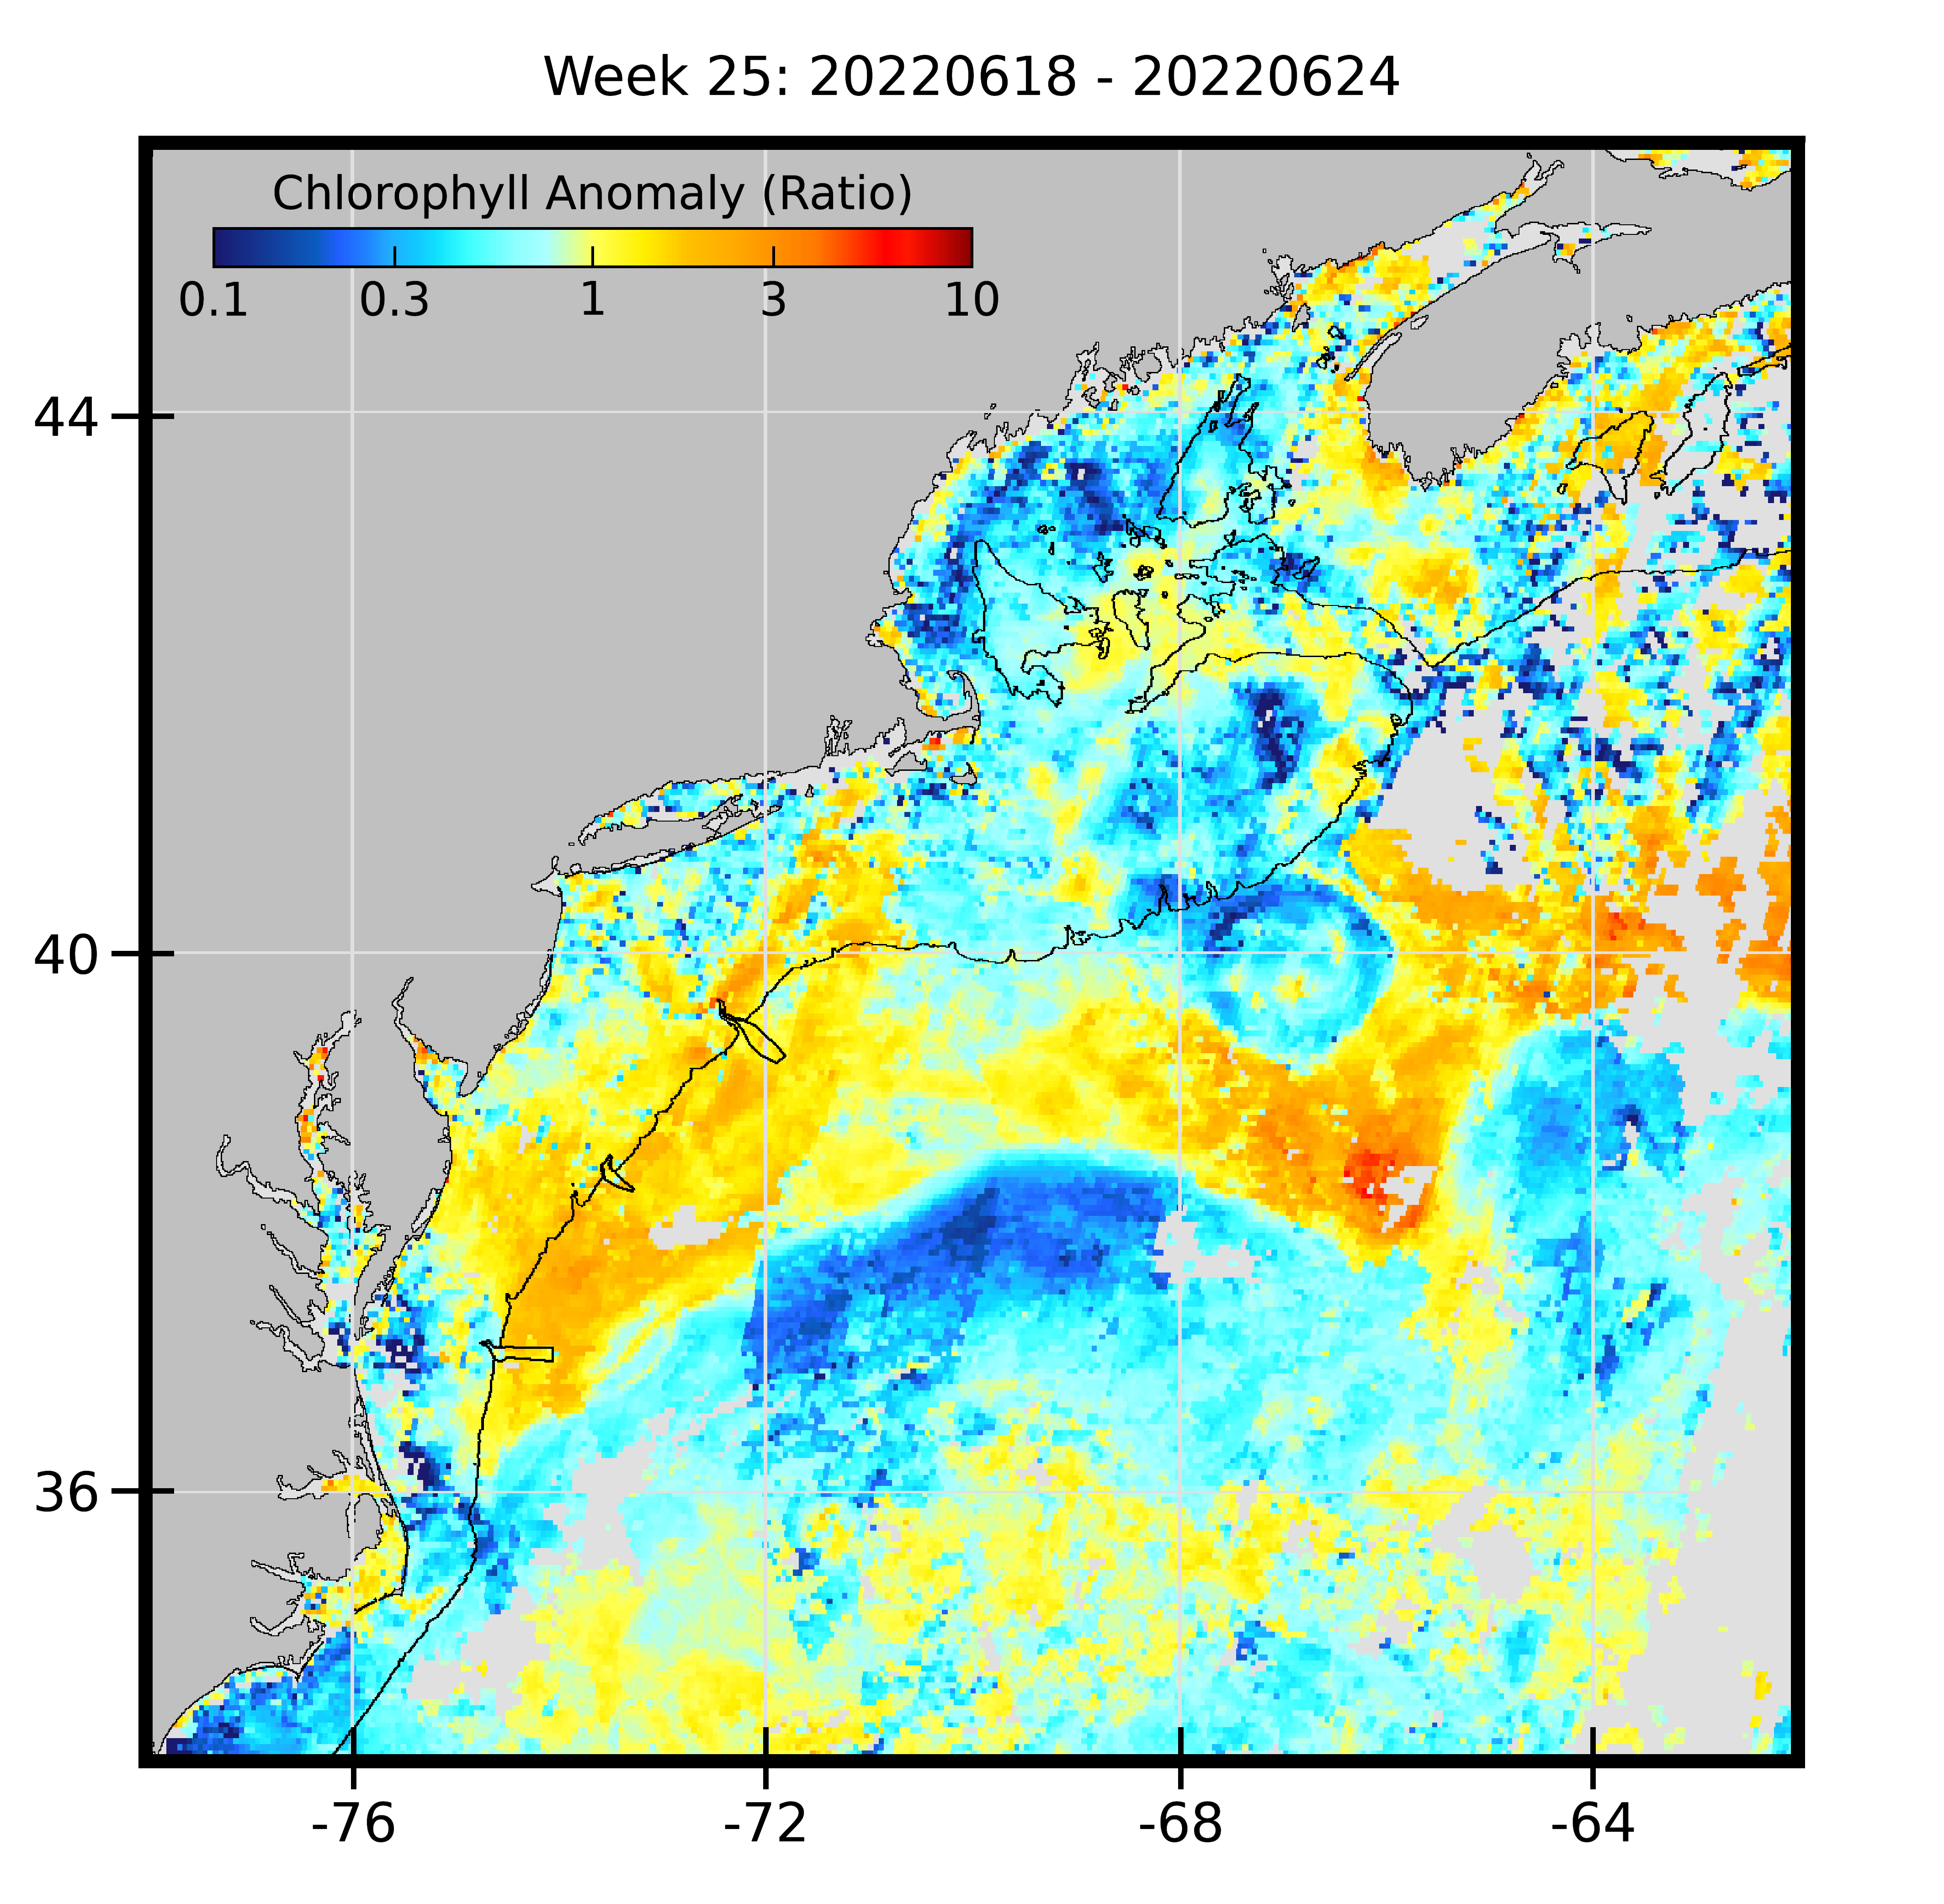 Week 25: 20220618 - 20220624
Chlorophyll Anomaly (Ratio)
0.1 0.3 1 3 10
44
40
36
-76 -72 -68 -64